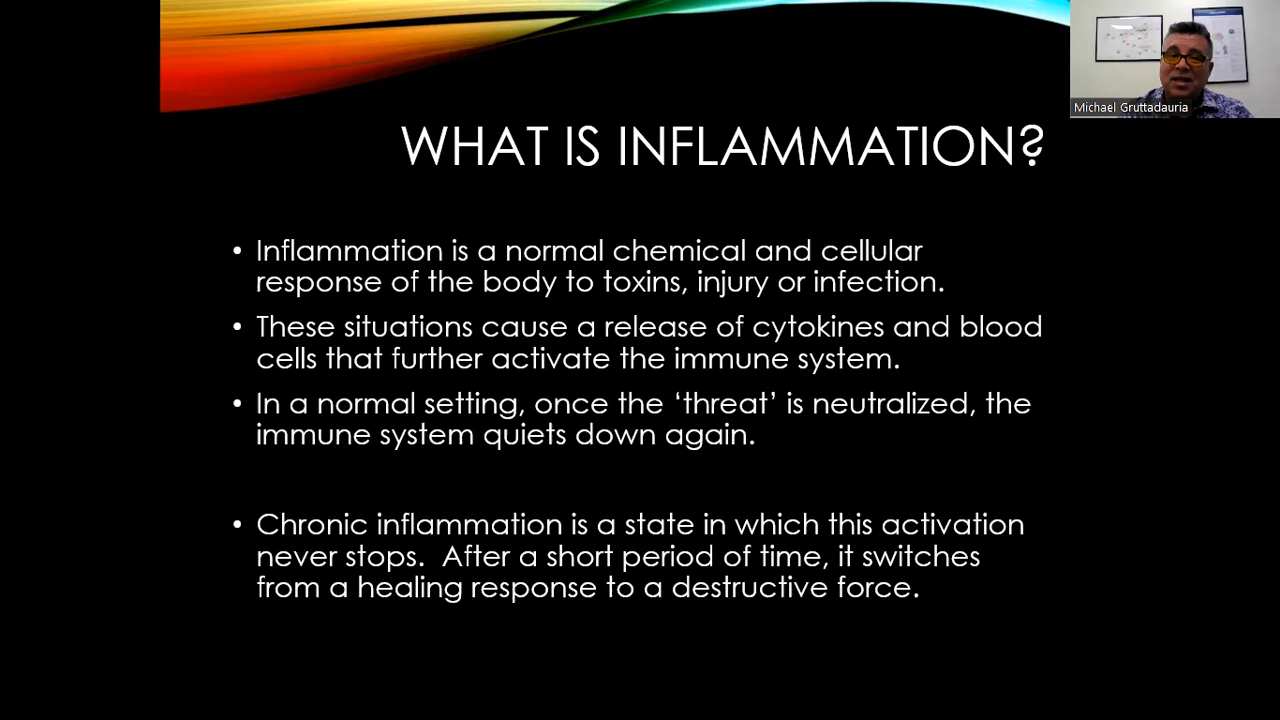 Michael Gruttadauria
WHAT IS INFLAMMATION?
• Inflammation is a normal chemical and cellular
response of the body to toxins, injury or infection.
• These situations cause a release of cytokines and blood
cells that further activate the immune system.
• In a normal setting, once the ‘threat’ is neutralized, the
immune system quiets down again.
• Chronic inflammation is a state in which this activation
never stops.  After a short period of time, it switches
from a healing response to a destructive force.